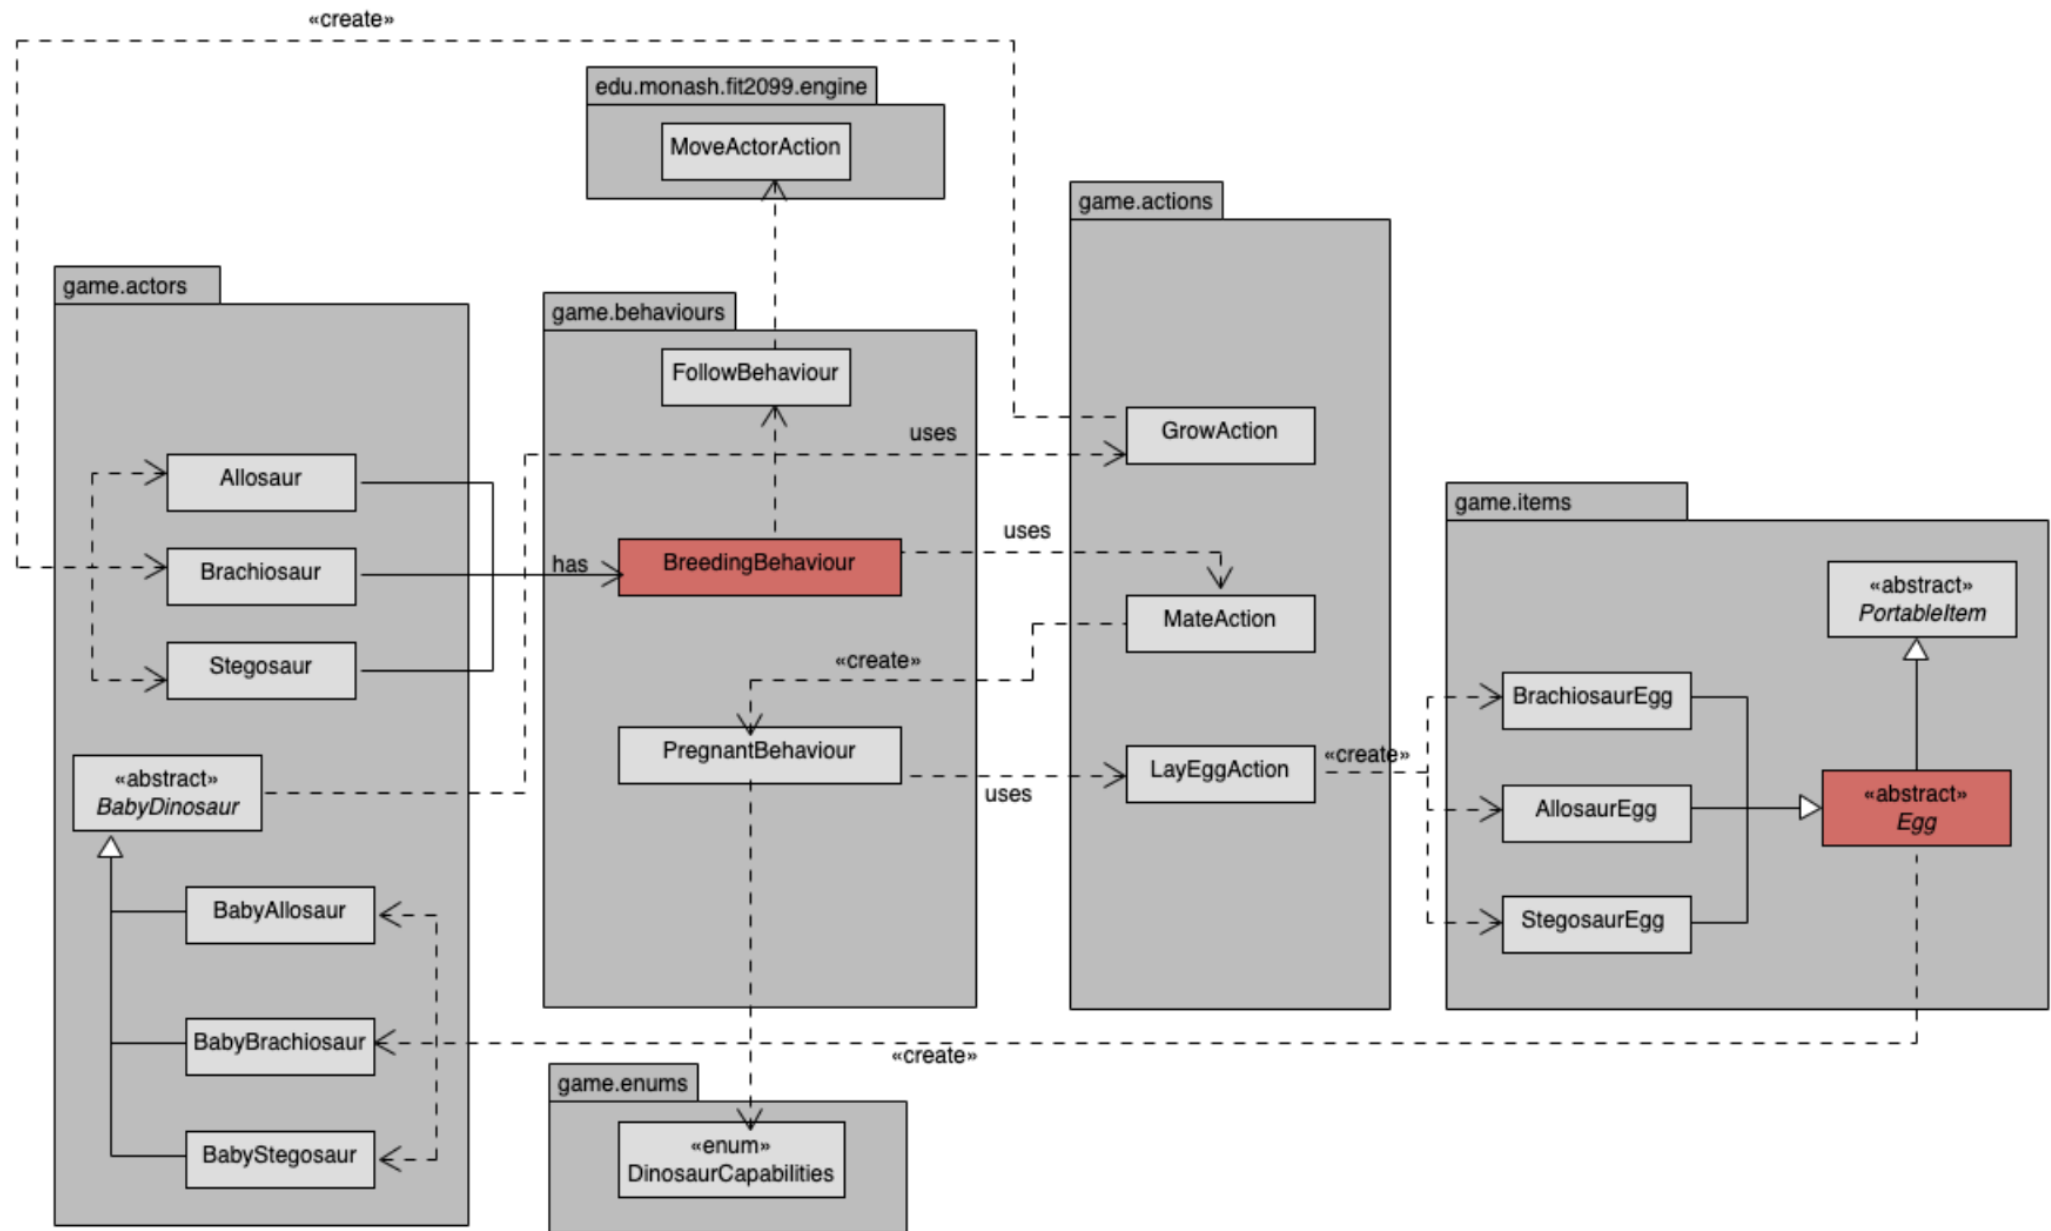 «create»
edu.monash.fit2099.engine
MoveActorAction
game.actions
game.actors
game.behaviours
FollowBehaviour
uses
GrowAction
Allosaur
game.items
uses
has
BreedingBehaviour
Brachiosaur
«abstract»
PortableItem
MateAction
Stegosaur
«create»
BrachiosaurEgg
PregnantBehaviour
«create»
LayEggAction
uses
«abstract»
BabyDinosaur
AllosaurEgg
«abstract»
Egg
BabyAllosaur
StegosaurEgg
BabyBrachiosaur
«create»
game.enums
BabyStegosaur
«enum»
DinosaurCapabilities